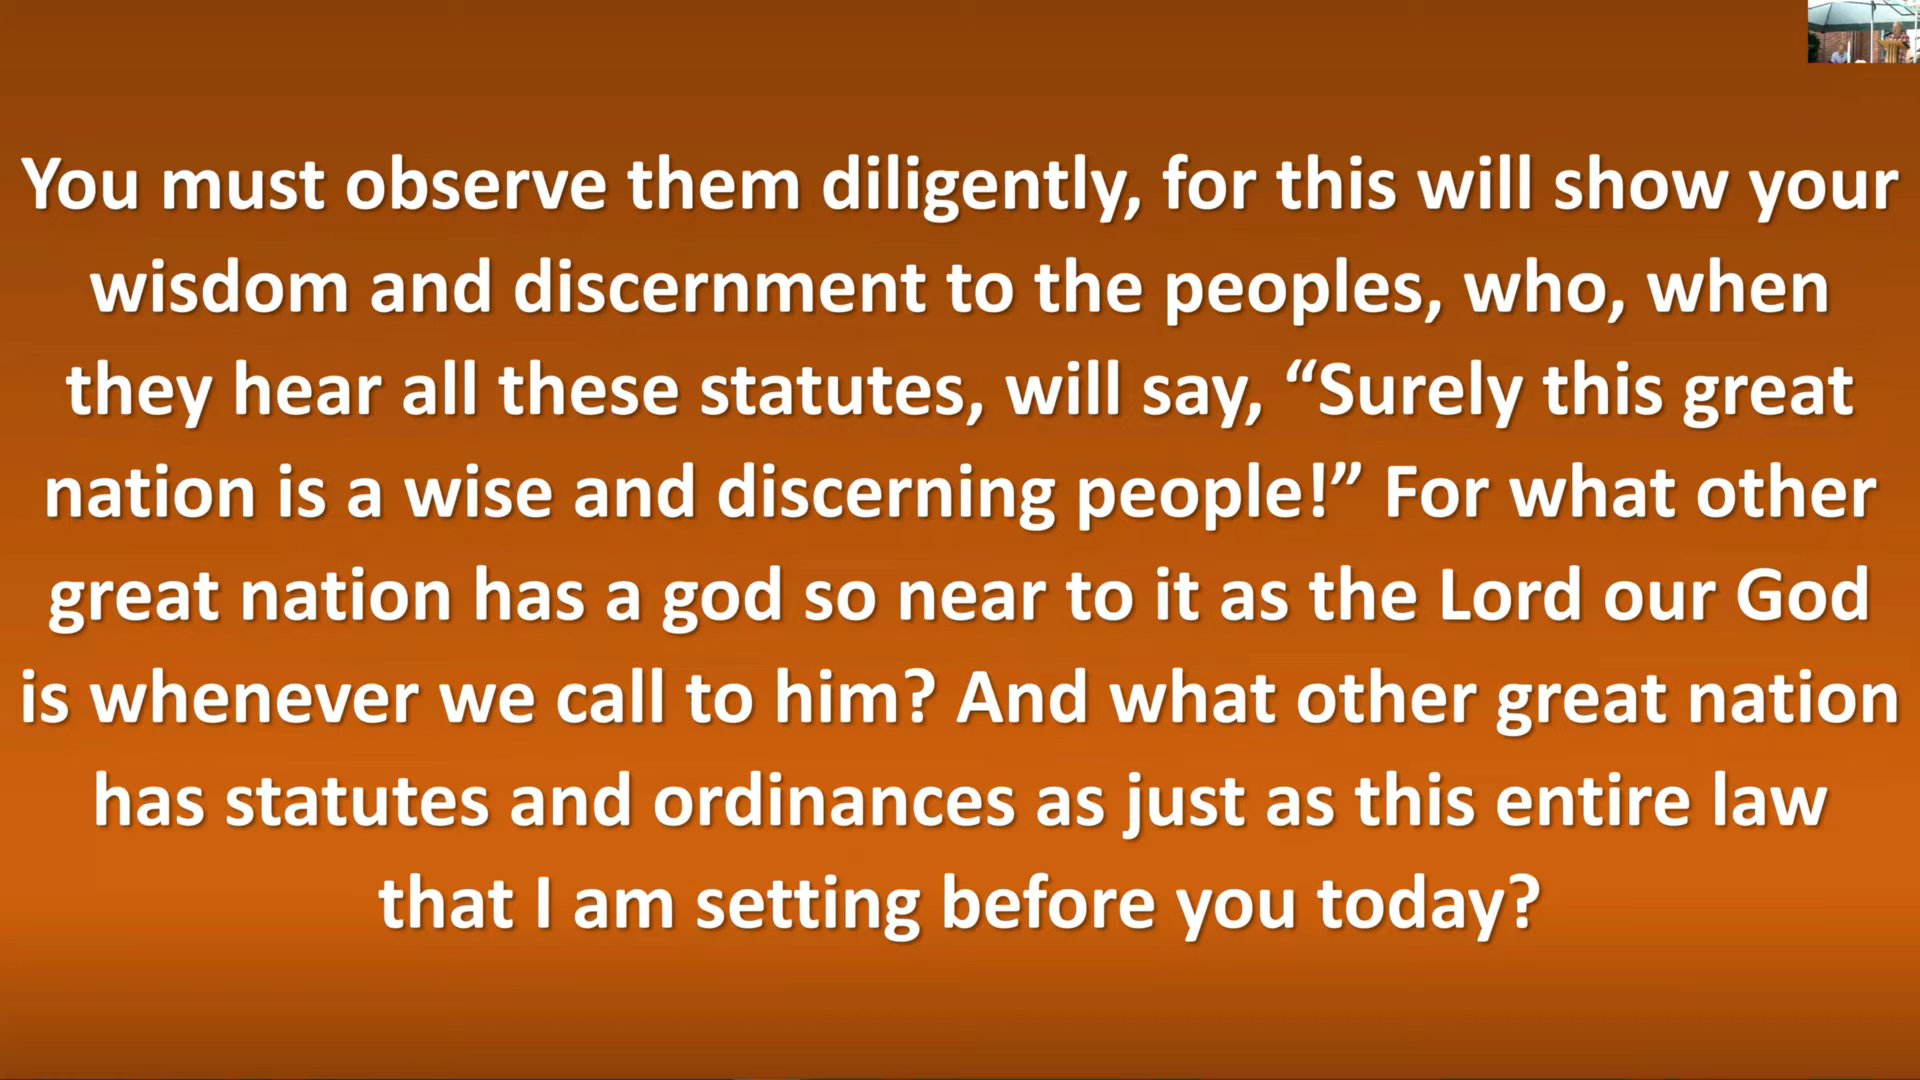 You must observe them diligently, for this will show your
wisdom and discernment to the peoples, who, when
they hear all these statutes, will say, “Surely this great
nation is a wise and discerning people!” For what other
great nation has a god so near to it as the Lord our God
is whenever we call to him? And what other great nation
has statutes and ordinances as just as this entire law
that I am setting before you today?